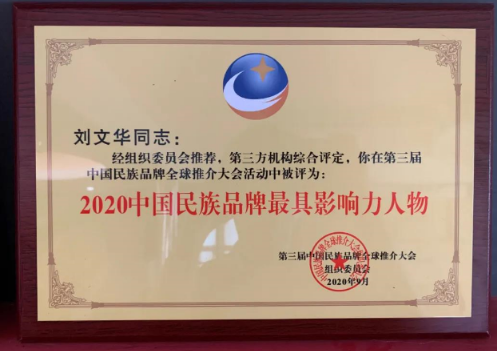 刘文华同志：
经组织委员会推荐，第三方机构综合评定，你在第三届
中国民族品牌全球推介大会活动中被评为：
2020中国民族品牌最具影响力人物
第三届中国民族品牌全球推介大会
组织委员会
2020年9月